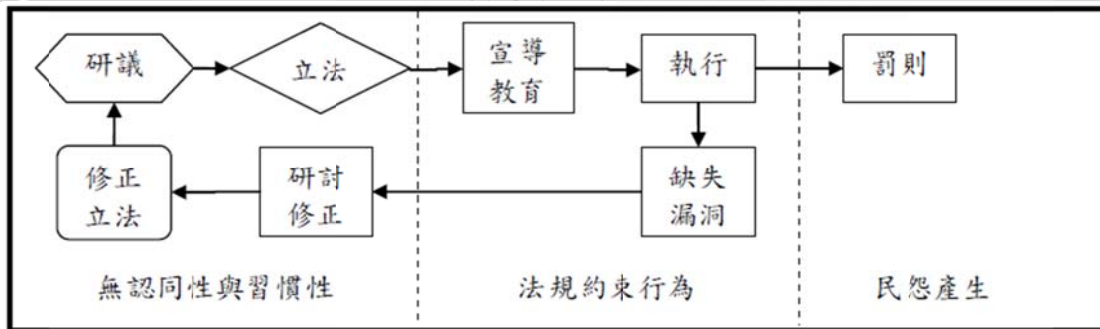 研議
立法
宣導
教育
執行
罰則
修正
立法
研討
修正
缺失
漏洞
無認同性與習慣性
法規約束行為
民怨產生